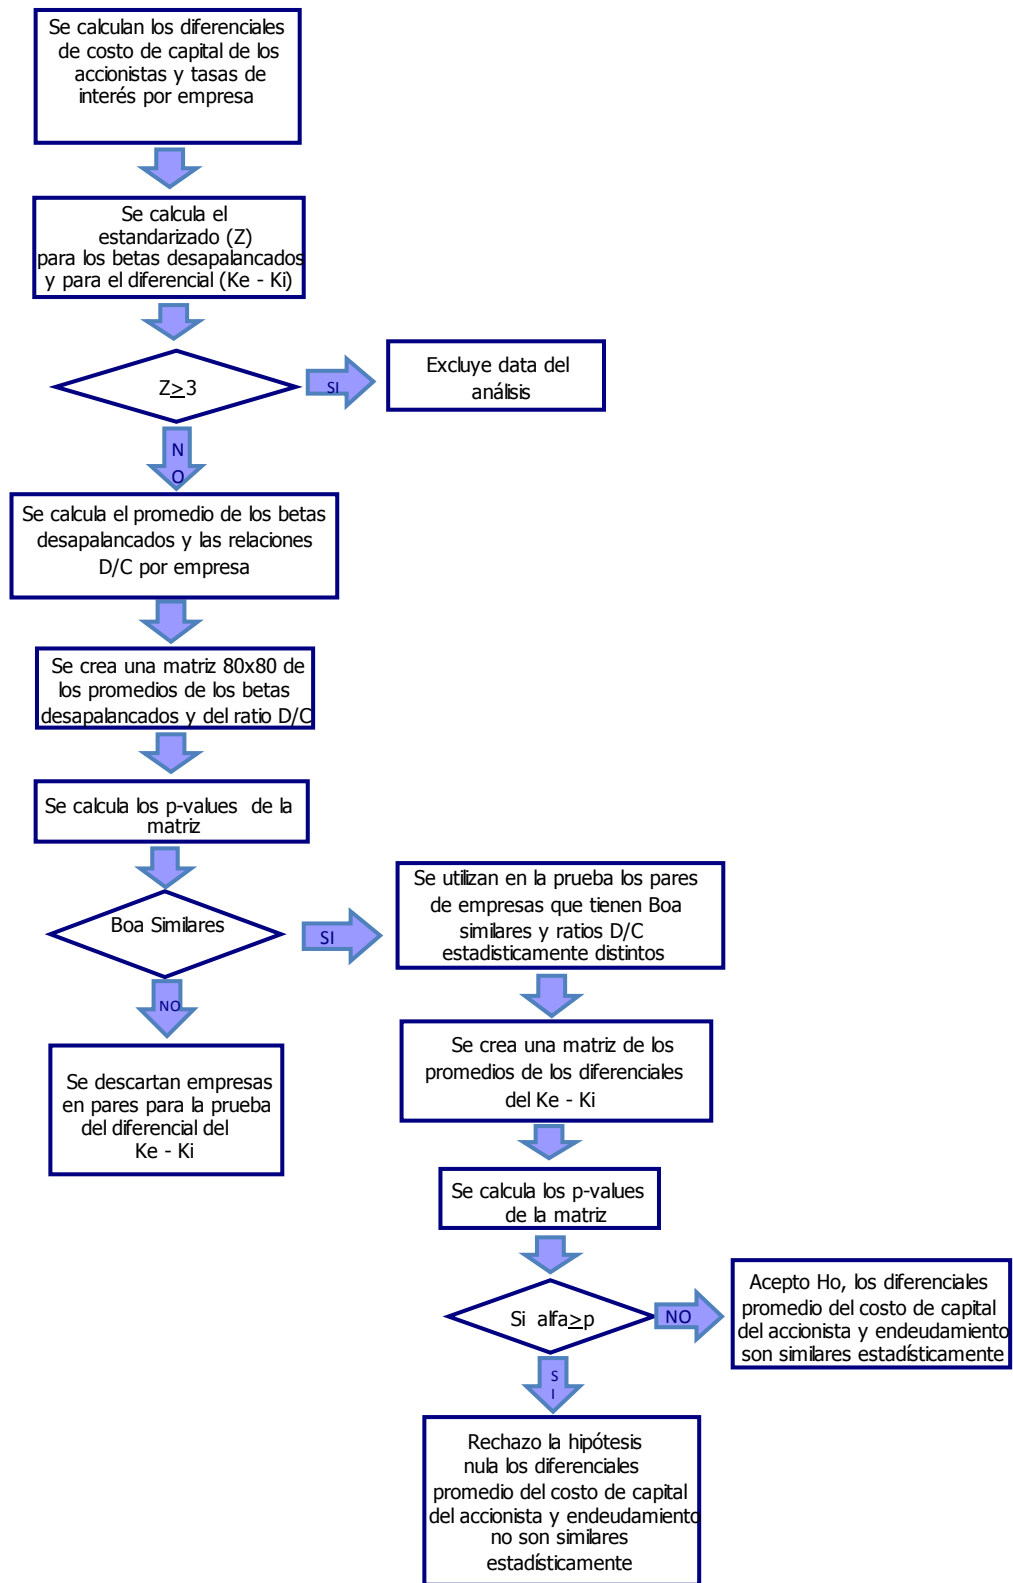 Se calculan los diferenciales
de costo de capital de los
accionistas y tasas de
interés por empresa
Se calcula el
estandarizado (Z)
para los betas desapalancados
y para el diferencial (Ke - Ki)
Z≥3
SI
Excluye data del
análisis
N
O
Se calcula el promedio de los betas
desapalancados y las relaciones
D/C por empresa
Se crea una matriz 80x80 de
los promedios de los betas
desapalancados y del ratio D/C
Se calcula los p-values de la
matriz
Boa Similares
SI
NO
Se descartan empresas
en pares para la prueba
del diferencial del
Ke - Ki
Se utilizan en la prueba los pares
de empresas que tienen Boa
similares y ratios D/C
estadisticamente distintos
Se crea una matriz de los
promedios de los diferenciales
del Ke - Ki
Se calcula los p-values
de la matriz
Si alfa≥p
NO
Acepto Ho, los diferenciales
promedio del costo de capital
del accionista y endeudamiento
son similares estadísticamente
S
I
Rechazo la hipótesis
nula los diferenciales
promedio del costo de capital
del accionista y endeudamiento
no son similares
estadísticamente